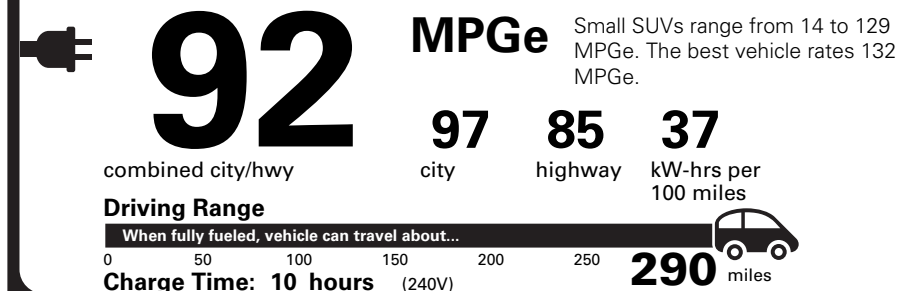 92
MPGe
Small SUVs range from 14 to 129
MPGe. The best vehicle rates 132
MPGe.
combined city/hwy
97
city
85
highway
37
kW-hrs per
100 miles
Driving Range
When fully fueled, vehicle can travel about...
0 50 100 150 200 250 290 miles
Charge Time: 10 hours (240V)